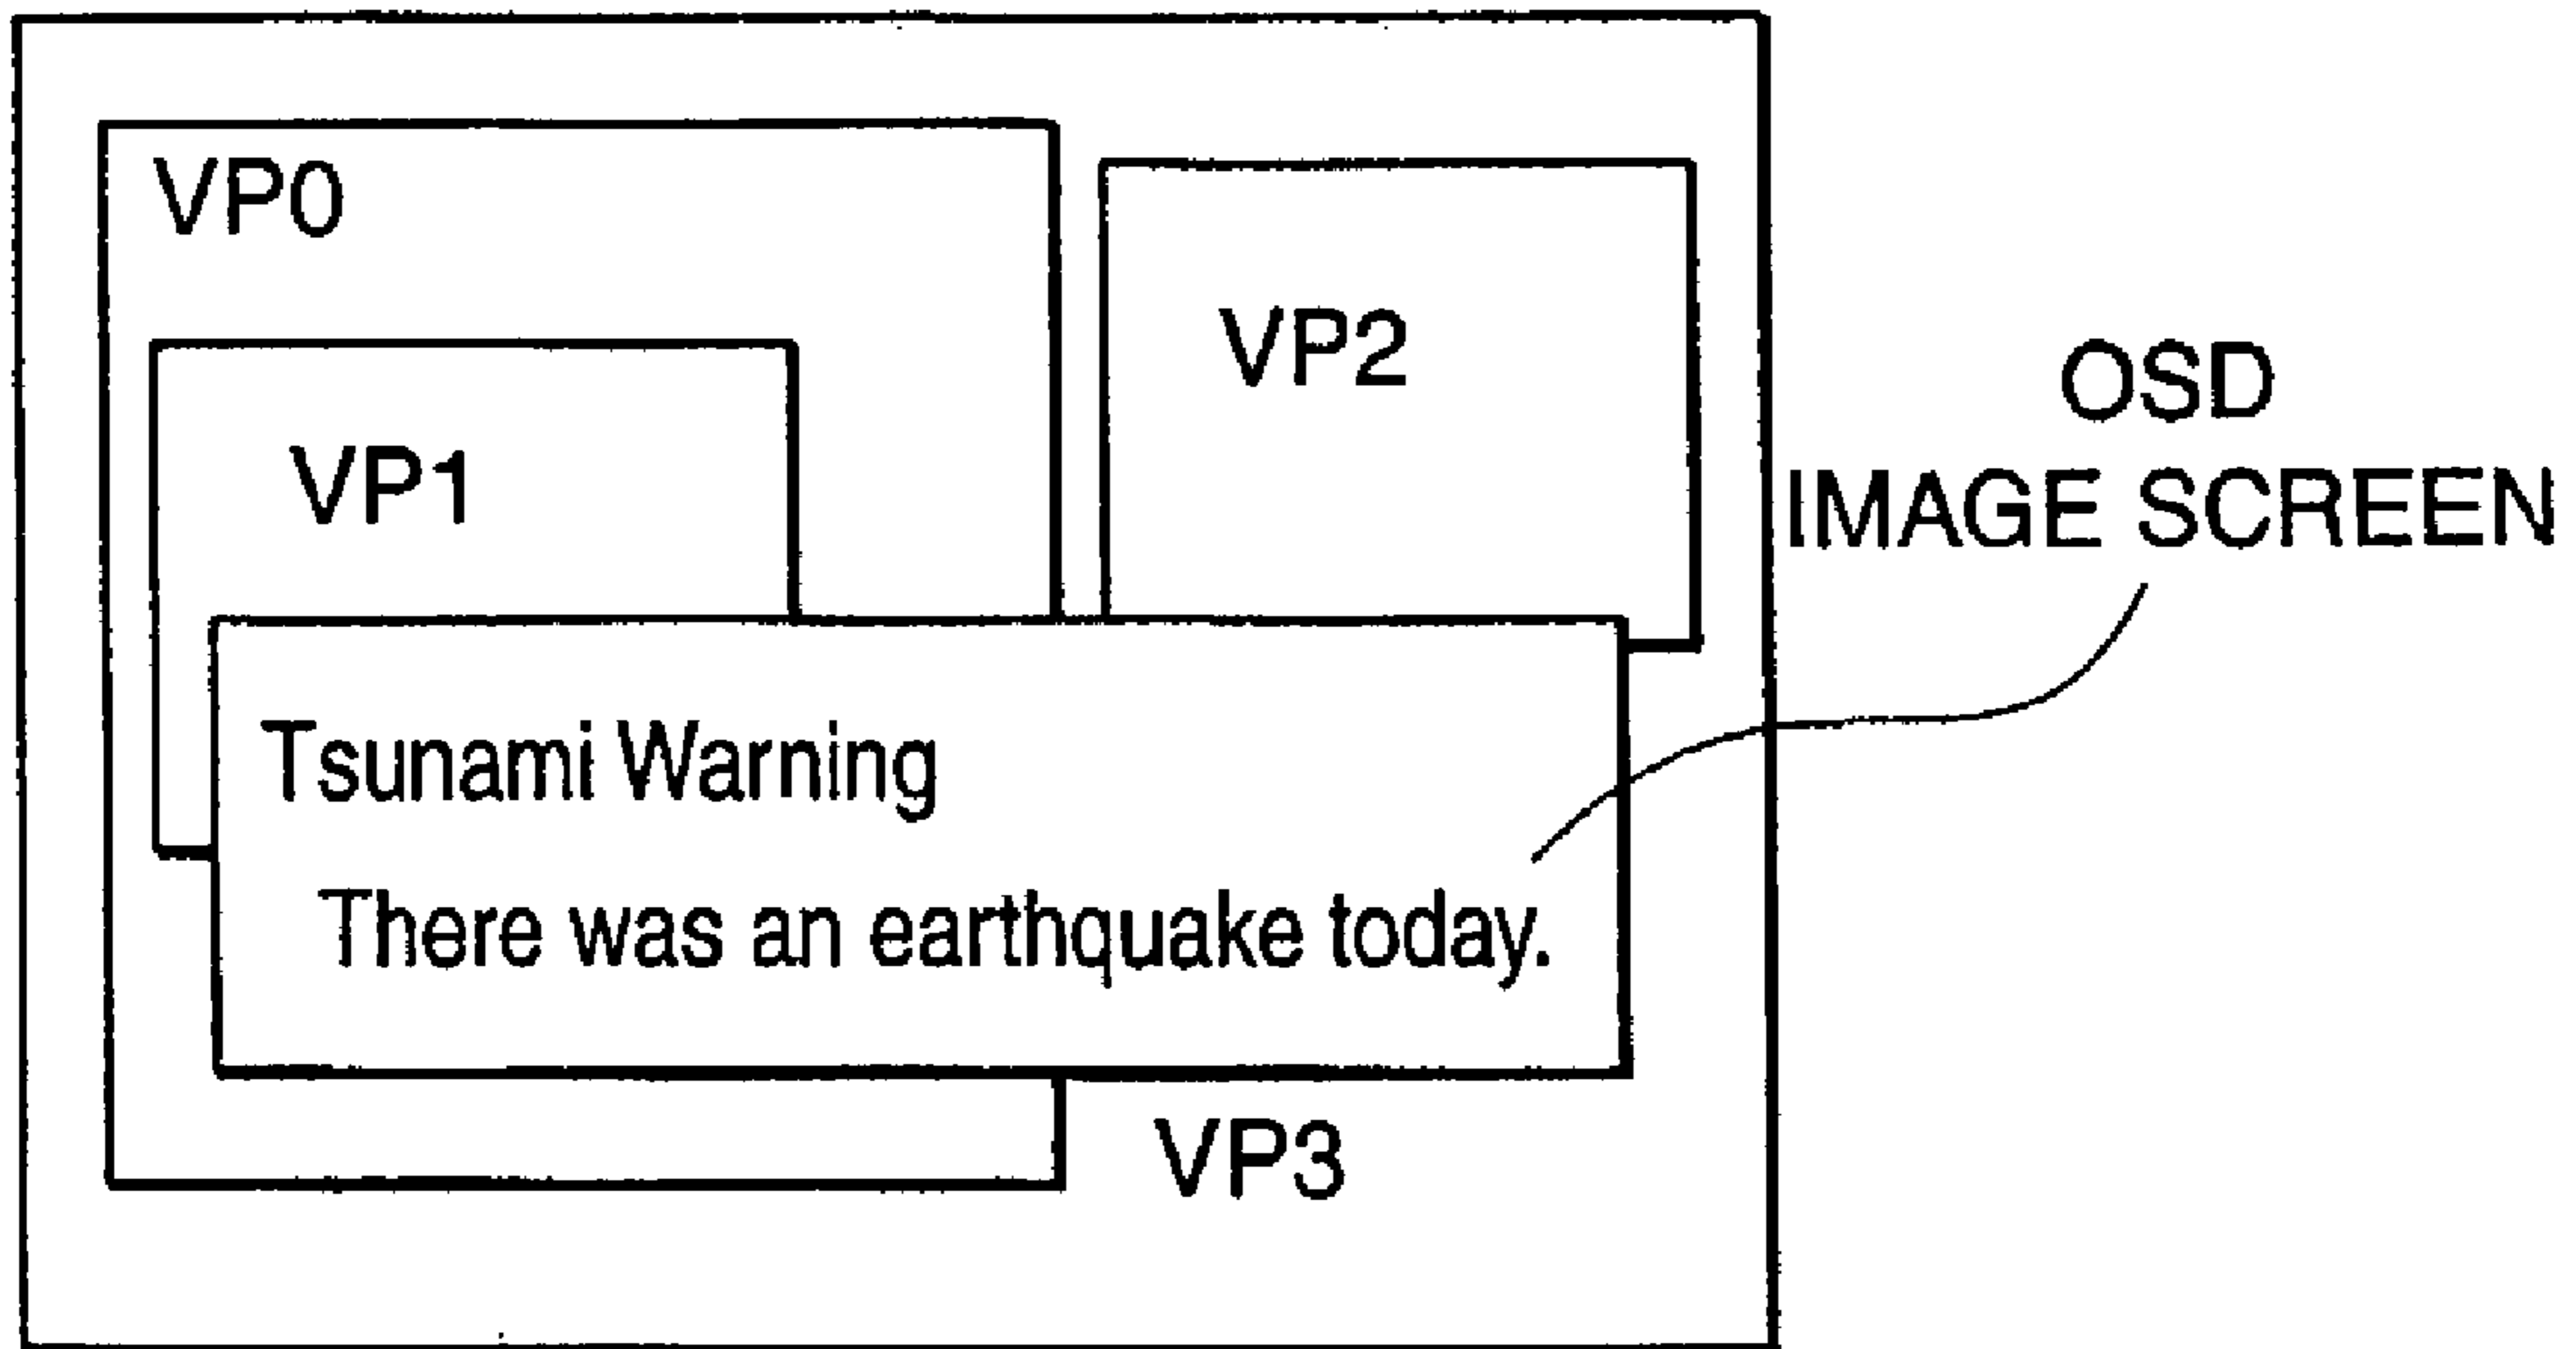 VP0
VP2
VP1
OSD
IMAGE SCREEN
Tsunami Warning
There was an earthquake today.
VP3